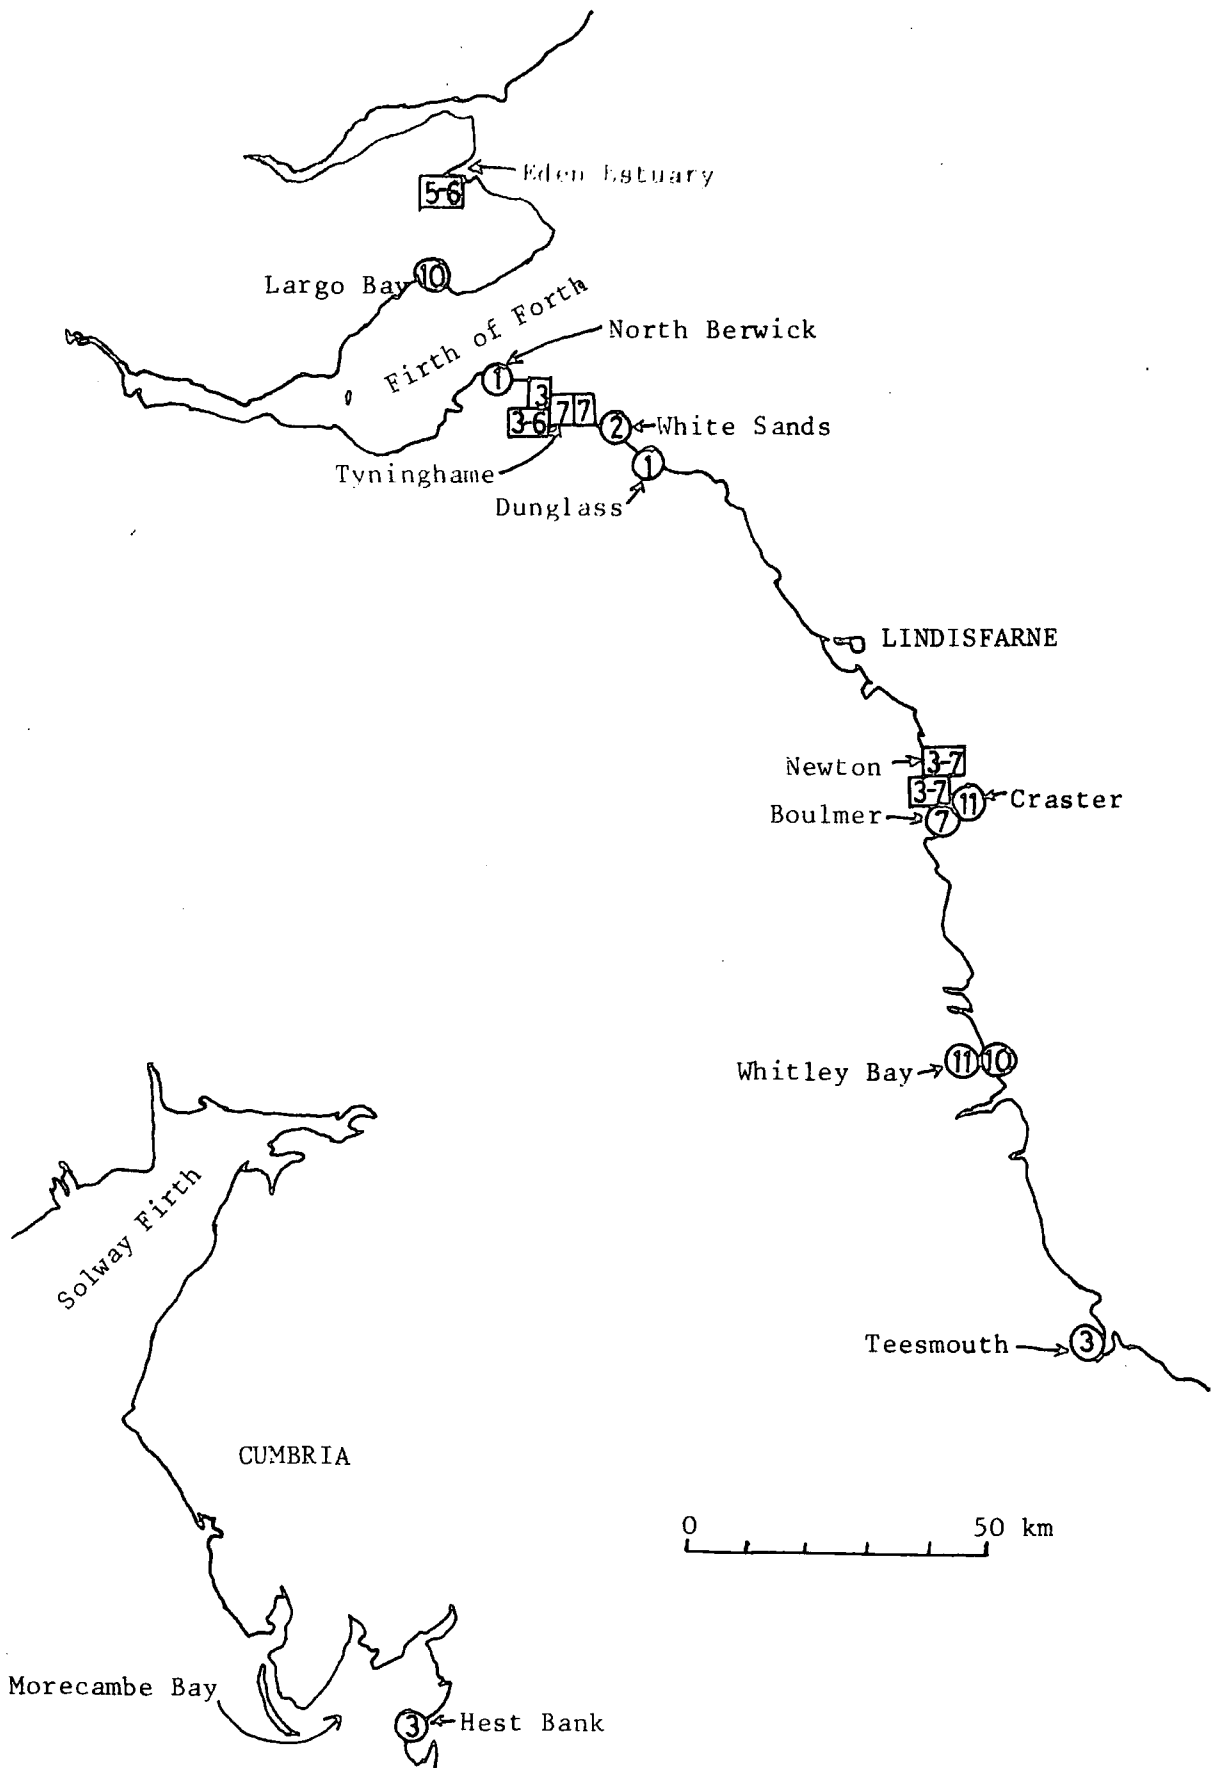 Eden Estuary
5-6
Largo Bay
10
Firth of Forth
North Berwick
1
3
3-6
7
7
2
White Sands
Tyninghame
1
Dunglass
LINDISFARNE
Newton
3-7
3-7
11
Craster
Boulmer
7
Whitley Bay
11
10
Solway Firth
Teesmouth
3
CUMBRIA
0
50 km
Morecambe Bay
3
Hest Bank